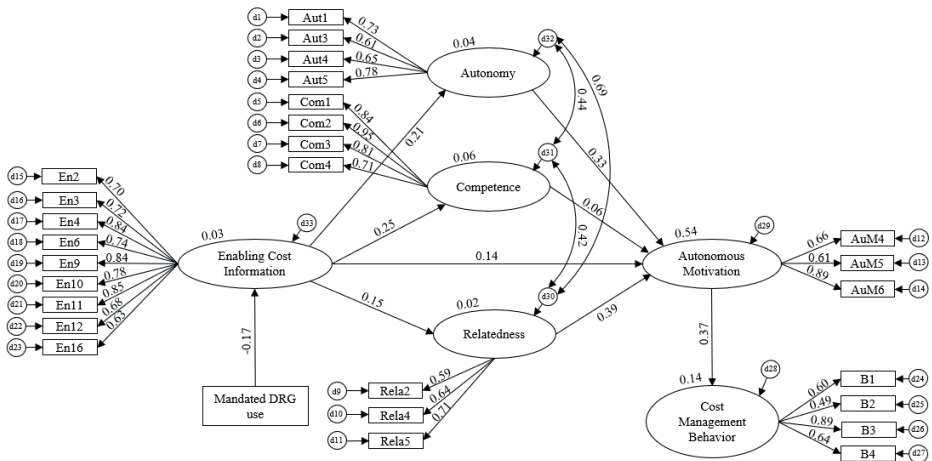 d1 Aut1 0.73
d2 Aut3 0.61
d3 Aut4 0.65
d4 Aut5 0.78
0.04
Autonomy
d32
0.69
0.44
d5 Com1 0.84
d6 Com2 0.95
d7 Com3 0.81
d8 Com4 0.71
0.21
0.06
Competence
d31
0.33
0.06
0.42
d15 En2 0.70
d16 En3 0.72
d17 En4 0.84
d18 En6 0.74
d19 En9 0.84
d20 En10 0.78
d21 En11 0.85
d22 En12 0.68
d23 En16 0.63
0.03
d33
Enabling Cost
Information
0.25
0.14
0.15
-0.17
Mandated DRG
use
0.02
d30
Relatedness
0.39
d9 Rela2 0.59
d10 Rela4 0.64
d11 Rela5 0.71
0.54
d29
Autonomous
Motivation
0.66 AuM4 d12
0.61 AuM5 d13
0.89 AuM6 d14
0.37
0.14
d28
Cost
Management
Behavior
0.60 B1 d24
0.49 B2 d25
0.89 B3 d26
0.64 B4 d27